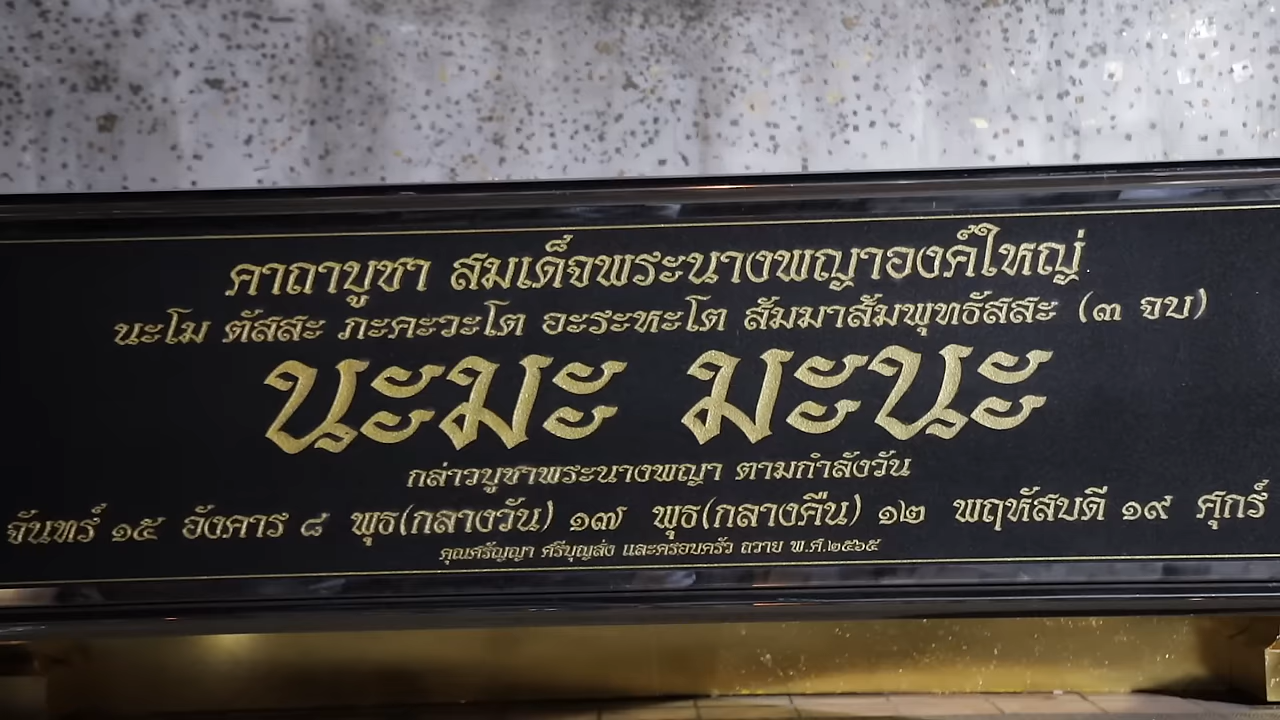 คาถาบูชา สมเด็จพระนางพญาองค์ใหญ่
นะโม ตัสสะ ภะคะวะโต อะระหะโต สัมมาสัมพุทธัสสะ (๓ จบ)
นะมะ มะนะ
กล่าวบูชาพระนางพญา ตามกำลังวัน
จันทร์ ๑๕ อังคาร ๘ พุธ(กลางวัน) ๑๗ พุธ(กลางคืน) ๑๒ พฤหัสบดี ๑๙ ศุกร์
คุณศรัญญา ศรีบุญส่ง และครอบครัว ถวาย พ.ศ.๒๕๖๕